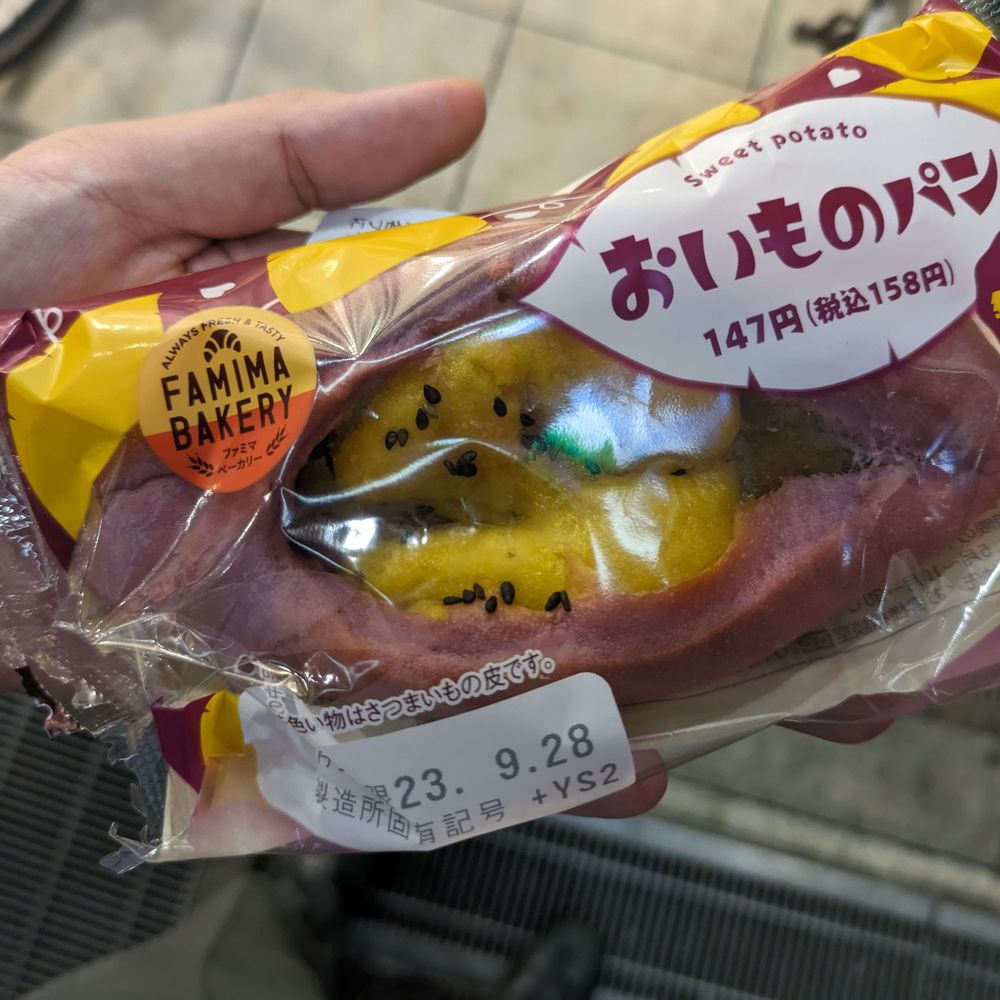 Sweet potato
おいものパン
147円(税込158円)
ALWAYS FRESH & TASTY
FAMIMA
BAKERY
ファミマ
ベーカリー
色い物はさつまいもの皮です。
23. 9.28
製造所固有記号 +YS2